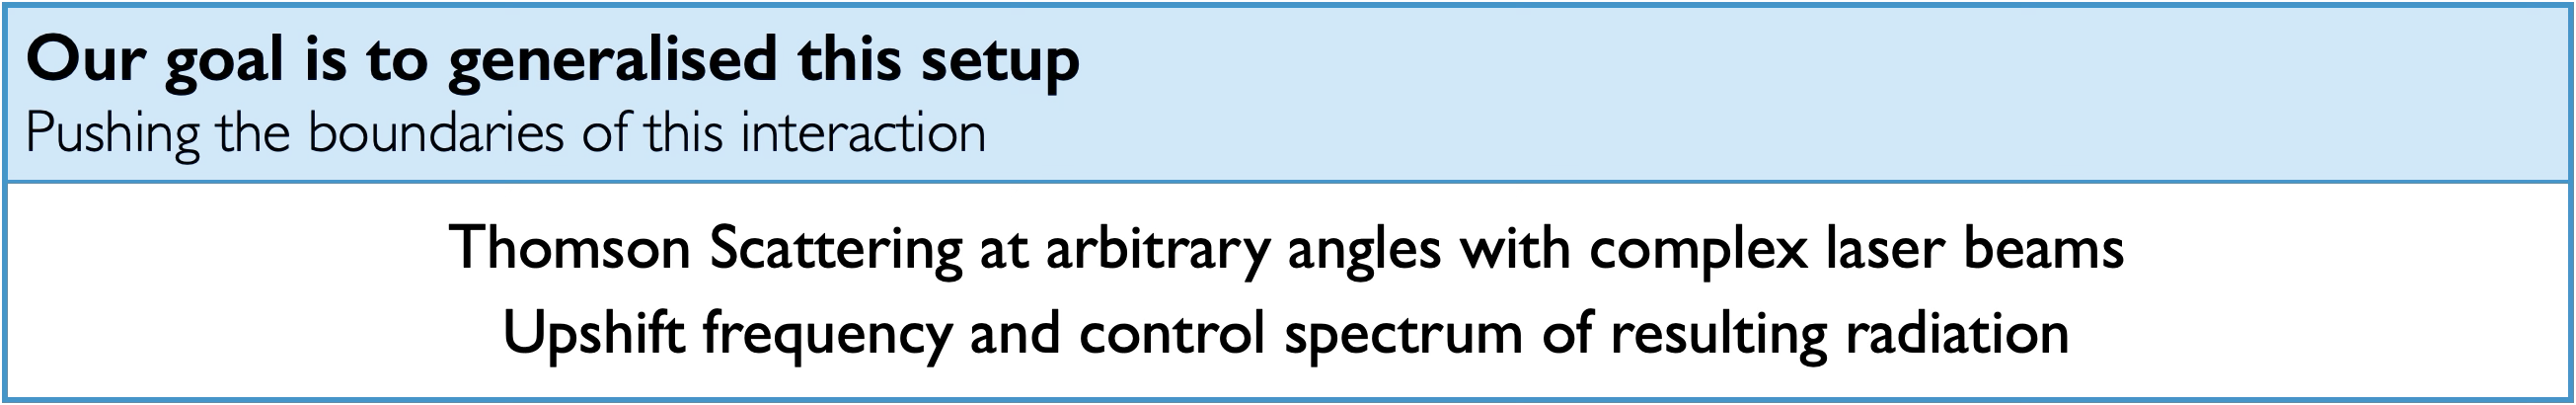 Our goal is to generalised this setup
Pushing the boundaries of this interaction
Thomson Scattering at arbitrary angles with complex laser beams
Upshift frequency and control spectrum of resulting radiation